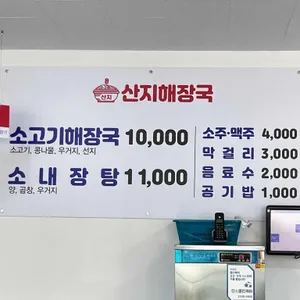 산지
산지해장국
소고기해장국 10,000
소고기, 콩나물, 우거지, 선지
소내장탕 11,000
양, 곱창, 우거지
소주·맥주 4,000
막걸리 3,000
음료수 2,000
공기밥 1,000